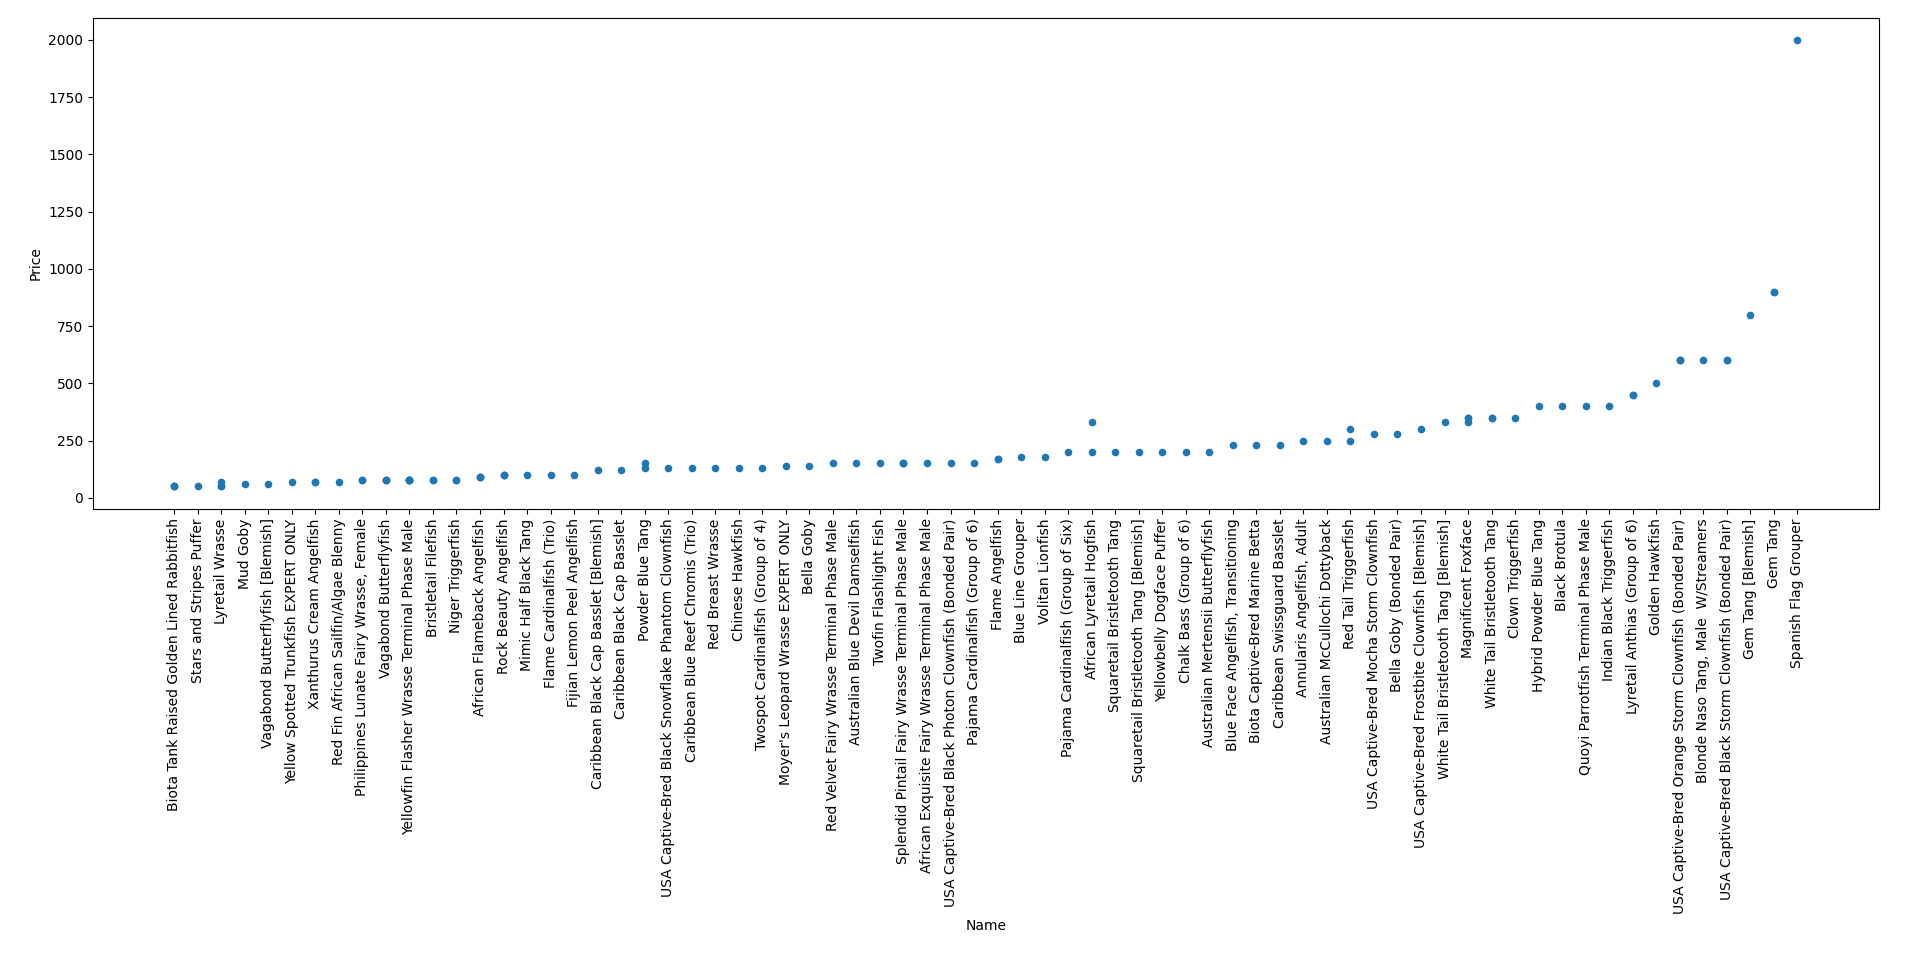 2000
1750
1500
1250
1000
750
500
250
0
Price
Biota Tank Raised Golden Lined Rabbitfish
Stars and Stripes Puffer
Lyretail Wrasse
Mud Goby
Vagabond Butterflyfish [Blemish]
Yellow Spotted Trunkfish EXPERT ONLY
Xanthurus Cream Angelfish
Red Fin African Sailfin/Algae Blenny
Philippines Lunate Fairy Wrasse, Female
Vagabond Butterflyfish
Yellowfin Flasher Wrasse Terminal Phase Male
Bristletail Filefish
Niger Triggerfish
African Flameback Angelfish
Rock Beauty Angelfish
Mimic Half Black Tang
Flame Cardinalfish (Trio)
Fijian Lemon Peel Angelfish
Caribbean Black Cap Basslet [Blemish]
Caribbean Black Cap Basslet
Powder Blue Tang
USA Captive-Bred Black Snowflake Phantom Clownfish
Caribbean Blue Reef Chromis (Trio)
Red Breast Wrasse
Chinese Hawkfish
Twospot Cardinalfish (Group of 4)
Moyer's Leopard Wrasse EXPERT ONLY
Bella Goby
Red Velvet Fairy Wrasse Terminal Phase Male
Australian Blue Devil Damselfish
Twofin Flashlight Fish
Splendid Pintail Fairy Wrasse Terminal Phase Male
African Exquisite Fairy Wrasse Terminal Phase Male
USA Captive-Bred Black Photon Clownfish (Bonded Pair)
Pajama Cardinalfish (Group of 6)
Flame Angelfish
Blue Line Grouper
Volitan Lionfish
Pajama Cardinalfish (Group of Six)
African Lyretail Hogfish
Squaretail Bristletooth Tang
Squaretail Bristletooth Tang [Blemish]
Yellowbelly Dogface Puffer
Chalk Bass (Group of 6)
Australian Mertensii Butterflyfish
Blue Face Angelfish, Transitioning
Biota Captive-Bred Marine Betta
Caribbean Swissguard Basslet
Annularis Angelfish, Adult
Australian McCullochi Dottyback
Red Tail Triggerfish
USA Captive-Bred Mocha Storm Clownfish
Bella Goby (Bonded Pair)
USA Captive-Bred Frostbite Clownfish [Blemish]
White Tail Bristletooth Tang [Blemish]
Magnificent Foxface
White Tail Bristletooth Tang
Clown Triggerfish
Hybrid Powder Blue Tang
Black Brotula
Quoyi Parrotfish Terminal Phase Male
Indian Black Triggerfish
Lyretail Anthias (Group of 6)
Golden Hawkfish
USA Captive-Bred Orange Storm Clownfish (Bonded Pair)
Blonde Naso Tang, Male  W/Streamers
USA Captive-Bred Black Storm Clownfish (Bonded Pair)
Gem Tang [Blemish]
Gem Tang
Spanish Flag Grouper
Name